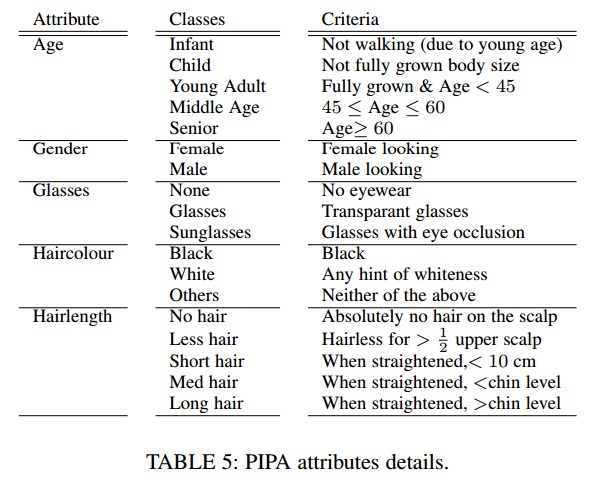 Attribute Classes Criteria
Age Infant Not walking (due to young age)
Child Not fully grown body size
Young Adult Fully grown & Age < 45
Middle Age 45 ≤ Age ≤ 60
Senior Age≥ 60
Gender Female Female looking
Male Male looking
Glasses None No eyewear
Glasses Transparant glasses
Sunglasses Glasses with eye occlusion
Haircolour Black Black
White Any hint of whiteness
Others Neither of the above
Hairlength No hair Absolutely no hair on the scalp
Less hair Hairless for > 1/2 upper scalp
Short hair When straightened,< 10 cm
Med hair When straightened, <chin level
Long hair When straightened, >chin level
TABLE 5: PIPA attributes details.